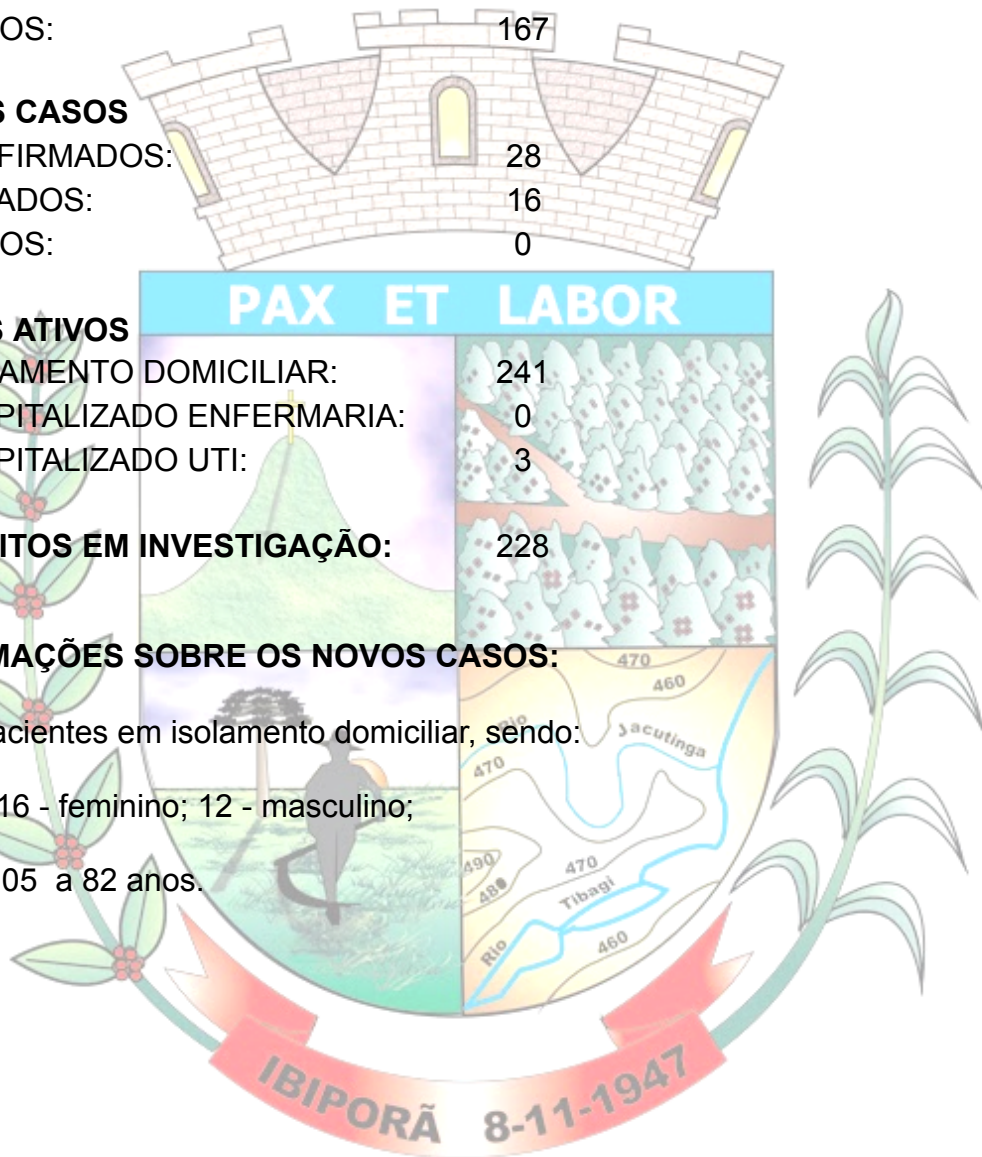 OS: 167
S CASOS
FIRMADOS: 28
ADOS: 16
OS: 0
PAX ET LABOR
S ATIVOS
AMENTO DOMICILIAR: 241
PITALIZADO ENFERMARIA: 0
PITALIZADO UTI: 3
ITOS EM INVESTIGAÇÃO: 228
MAÇÕES SOBRE OS NOVOS CASOS:
470
460
acientes em isolamento domiciliar, sendo:
Rio Jacutinga
470
16 - feminino; 12 - masculino;
490
470
480
05 a 82 anos.
Rio Tibagi
460
IBIPORÃ 8-11-1947